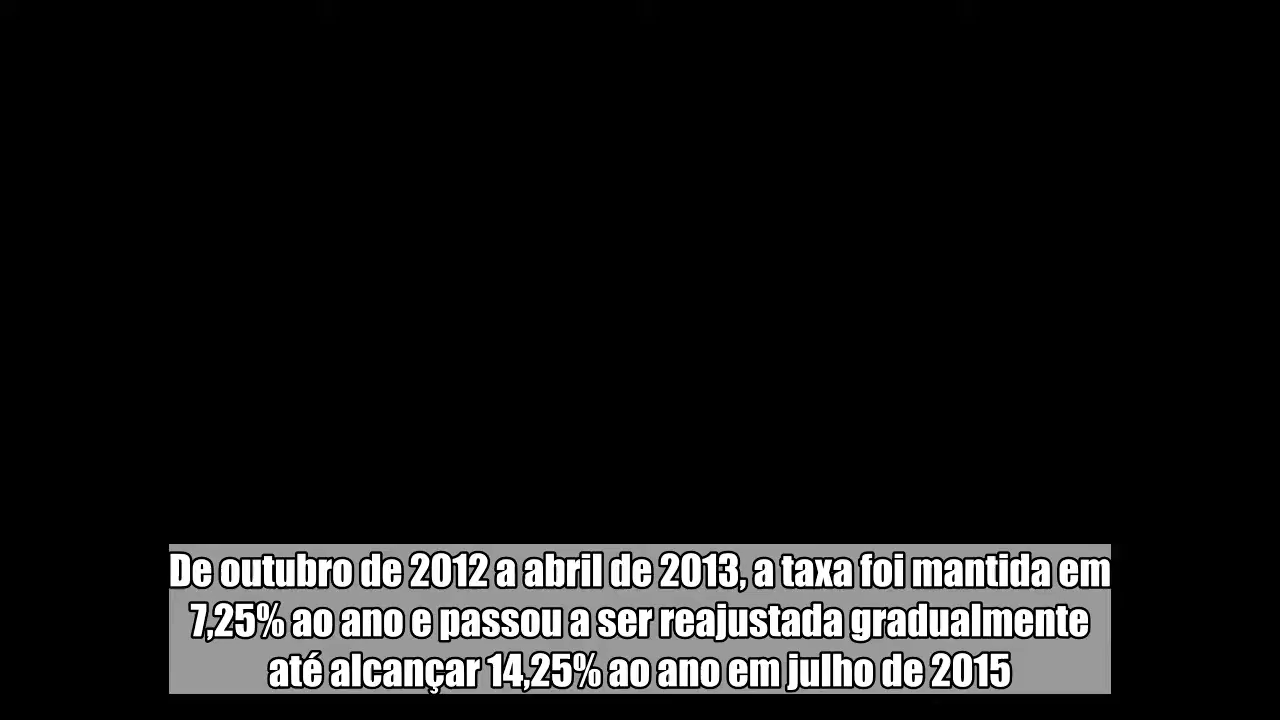 De outubro de 2012 a abril de 2013, a taxa foi mantida em
7,25% ao ano e passou a ser reajustada gradualmente
até alcançar 14,25% ao ano em julho de 2015